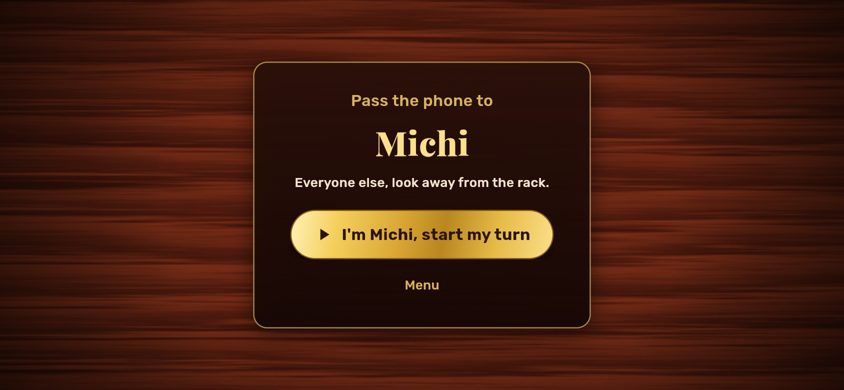 Pass the phone to
Michi
Everyone else, look away from the rack.
I'm Michi, start my turn
Menu